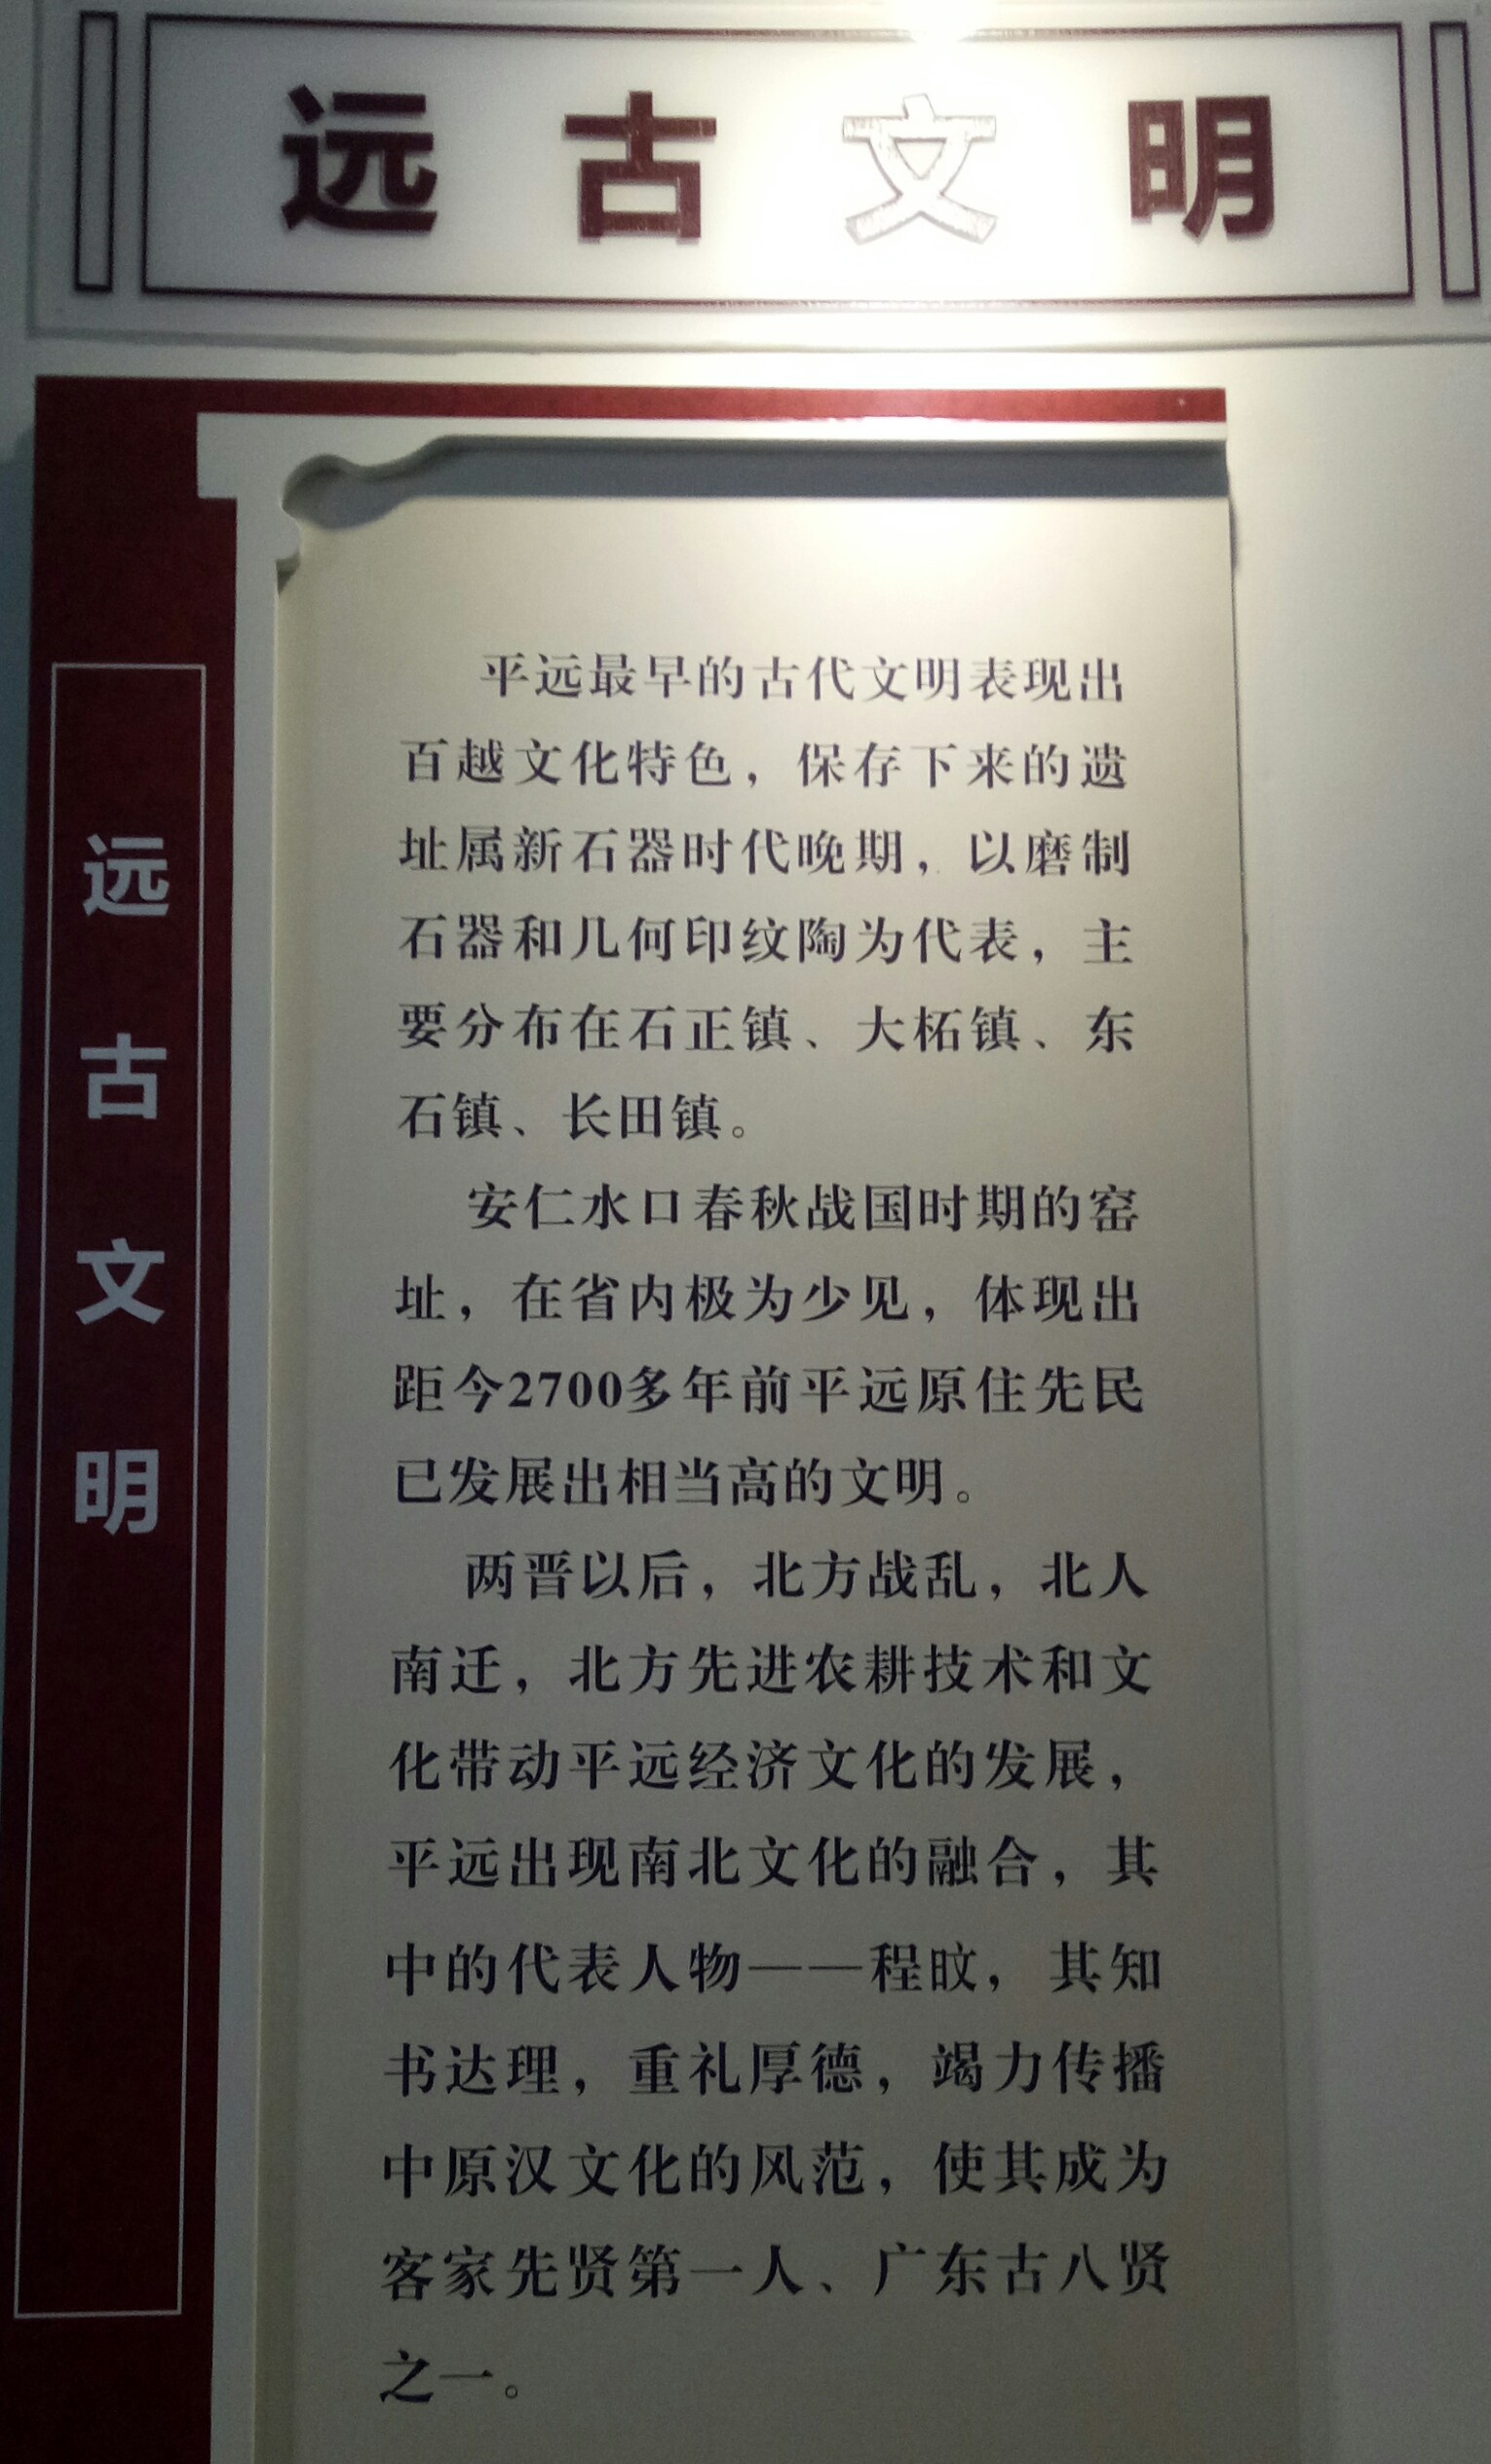 远古文明
远古文明
平远最早的古代文明表现出
百越文化特色，保存下来的遗
址属新石器时代晚期，以磨制
石器和几何印纹陶为代表，主
要分布在石正镇、大柘镇、东
石镇、长田镇。
安仁水口春秋战国时期的窑
址，在省内极为少见，体现出
距今2700多年前平远原住先民
已发展出相当高的文明。
两晋以后，北方战乱，北人
南迁，北方先进农耕技术和文
化带动平远经济文化的发展，
平远出现南北文化的融合，其
中的代表人物——程旼，其知
书达理，重礼厚德，竭力传播
中原汉文化的风范，使其成为
客家先贤第一人、广东古八贤
之一。